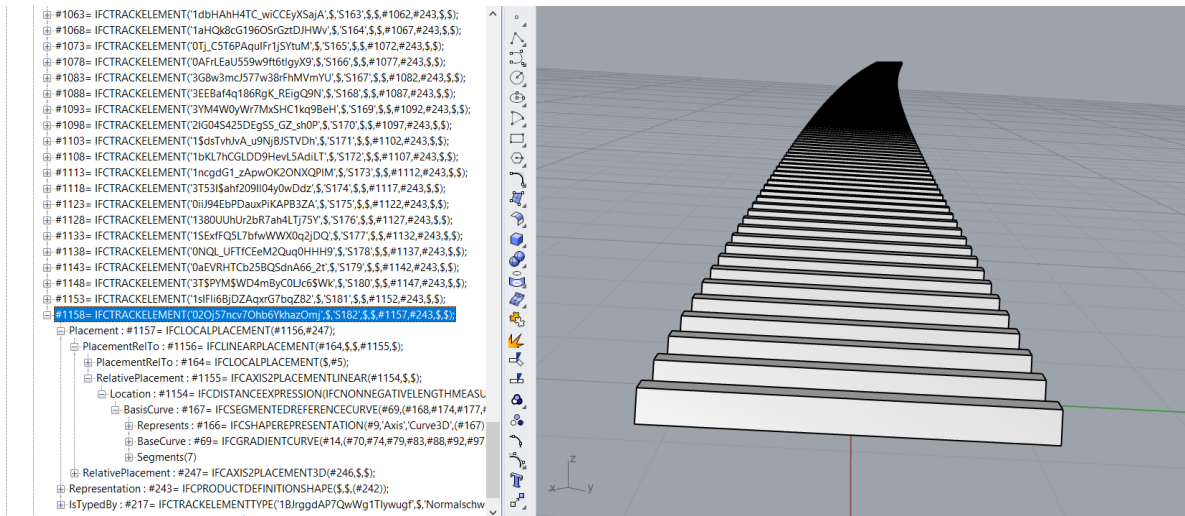 #1063= IFCTRACKELEMENT('1dbHAhH4TC_wiCCEyXSajA',$,'S163',$,$,#1062,#243,$,$);
#1068= IFCTRACKELEMENT('1aHQk8cG196OSrGztDJHWv',$,'S164',$,$,#1067,#243,$,$);
#1073= IFCTRACKELEMENT('0Tj_C5T6PAquIFr1jSYtuM',$,'S165',$,$,#1072,#243,$,$);
#1078= IFCTRACKELEMENT('0AFrLEaU559w9ft6tIgyX9',$,'S166',$,$,#1077,#243,$,$);
#1083= IFCTRACKELEMENT('3G8w3mcJ577w38rFhMVmYU',$,'S167',$,$,#1082,#243,$,$);
#1088= IFCTRACKELEMENT('3EEBaf4q186RgK_REigQ9N',$,'S168',$,$,#1087,#243,$,$);
#1093= IFCTRACKELEMENT('3YM4W0yWr7MxSHC1kq9BeH',$,'S169',$,$,#1092,#243,$,$);
#1098= IFCTRACKELEMENT('2IG04S425DEgSS_GZ_sh0P',$,'S170',$,$,#1097,#243,$,$);
#1103= IFCTRACKELEMENT('1$dsTvhJvA_u9NjBJSTVDh',$,'S171',$,$,#1102,#243,$,$);
#1108= IFCTRACKELEMENT('1bKL7hCGLDD9HevL5AdiLT',$,'S172',$,$,#1107,#243,$,$);
#1113= IFCTRACKELEMENT('1ncgdG1_zApwOK2ONXQPIM',$,'S173',$,$,#1112,#243,$,$);
#1118= IFCTRACKELEMENT('3T53I$ahf209Il04y0wDdz',$,'S174',$,$,#1117,#243,$,$);
#1123= IFCTRACKELEMENT('0iiJ94EbPDauxPiKAPB3ZA',$,'S175',$,$,#1122,#243,$,$);
#1128= IFCTRACKELEMENT('1380UUhUr2bR7ah4LTj75Y',$,'S176',$,$,#1127,#243,$,$);
#1133= IFCTRACKELEMENT('1SExfFQ5L7bfwWWX0q2jDQ',$,'S177',$,$,#1132,#243,$,$);
#1138= IFCTRACKELEMENT('0NQL_UFTfCEeM2Quq0HHH9',$,'S178',$,$,#1137,#243,$,$);
#1143= IFCTRACKELEMENT('0aEVRHTCb25BQSdnA66_2t',$,'S179',$,$,#1142,#243,$,$);
#1148= IFCTRACKELEMENT('3T$PYM$WD4mByC0IJc6$Wk',$,'S180',$,$,#1147,#243,$,$);
#1153= IFCTRACKELEMENT('1sIFIi6BjDZAqxrG7bqZ82',$,'S181',$,$,#1152,#243,$,$);
#1158= IFCTRACKELEMENT('02Oj57ncv7Ohb6YkhazOmj',$,'S182',$,$,#1157,#243,$,$);
Placement : #1157= IFCLOCALPLACEMENT(#1156,#247);
PlacementRelTo : #1156= IFCLINEARPLACEMENT(#164,$,$,#1155,$);
PlacementRelTo : #164= IFCLOCALPLACEMENT($,#5);
RelativePlacement : #1155= IFCAXIS2PLACEMENTLINEAR(#1154,$,$);
Location : #1154= IFCDISTANCEEXPRESSION(IFCNONNEGATIVELENGTHMEASU
BasisCurve : #167= IFCSEGMENTEDREFERENCECURVE(#69,(#168,#174,#177,#
Represents : #166= IFCSHAPEREPRESENTATION(#9,'Axis','Curve3D',(#167)
BaseCurve : #69= IFCGRADIENTCURVE(#14,(#70,#74,#79,#83,#88,#92,#97
Segments(7)
RelativePlacement : #247= IFCAXIS2PLACEMENT3D(#246,$,$);
Representation : #243= IFCPRODUCTDEFINITIONSHAPE($,$,(#242));
IsTypedBy : #217= IFCTRACKELEMENTTYPE('1BJrggdAP7QwWg1TIywugf',$,'Normalschw
z
x
y